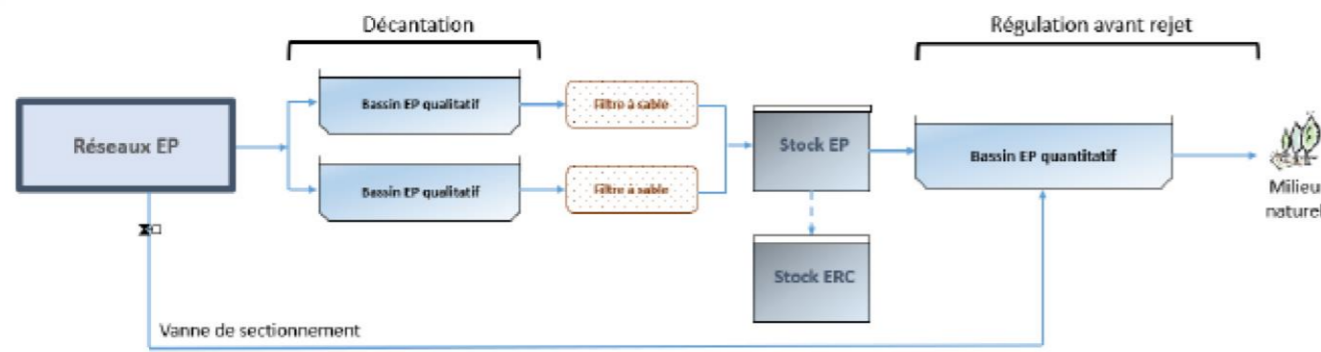 Décantation
Régulation avant rejet
Réseaux EP
Bassin EP qualitatif
Filtre à sable
Bassin EP qualitatif
Filtre à sable
Stock EP
Bassin EP quantitatif
Milieu
naturel
Stock ERC
Vanne de sectionnement